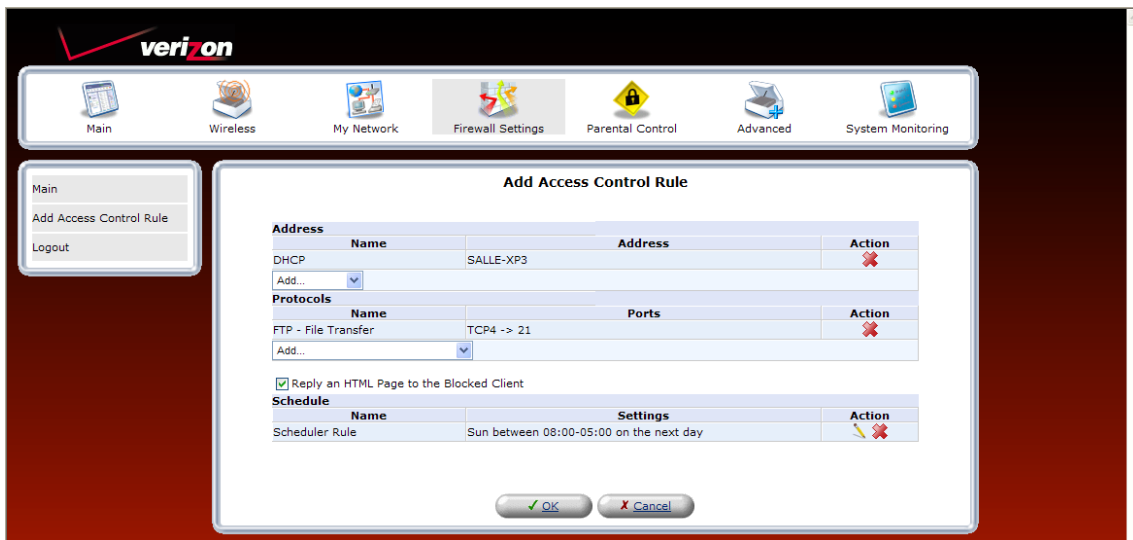 verizon
Main Wireless My Network Firewall Settings Parental Control Advanced System Monitoring
Main
Add Access Control Rule
Logout
Add Access Control Rule
Address
Name Address Action
DHCP SALLE-XP3
Add...
Protocols
Name Ports Action
FTP - File Transfer TCP4 -> 21
Add...
Reply an HTML Page to the Blocked Client
Schedule
Name Settings Action
Scheduler Rule Sun between 08:00-05:00 on the next day
OK Cancel